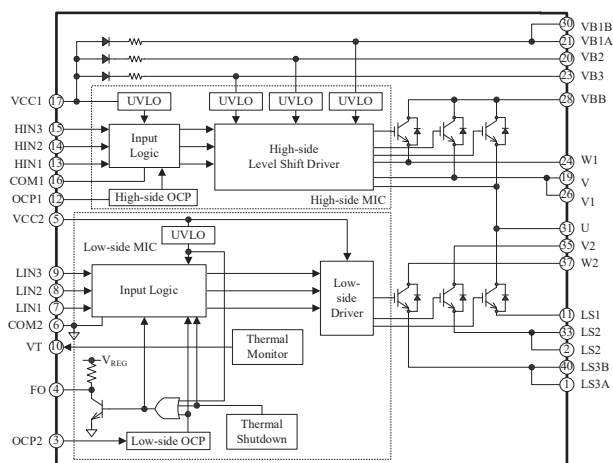 30 VB1B
21 VB1A
20 VB2
23 VB3
VCC1 17
UVLO
UVLO UVLO UVLO
28 VBB
HIN3 15
HIN2 14
HIN1 13
COM1 16
OCP1 12
Input
Logic
High-side
Level Shift Driver
High-side OCP
High-side MIC
24 W1
19 V
26 V1
VCC2 5
UVLO
Low-side MIC
31 U
35 V2
37 W2
LIN3 9
LIN2 8
LIN1 7
COM2 6
Input Logic
Low-
side
Driver
11 LS1
33 LS2
2 LS2
40 LS3B
1 LS3A
VT 10
Thermal
Monitor
VREG
FO 4
Thermal
Shutdown
OCP2 3
Low-side OCP